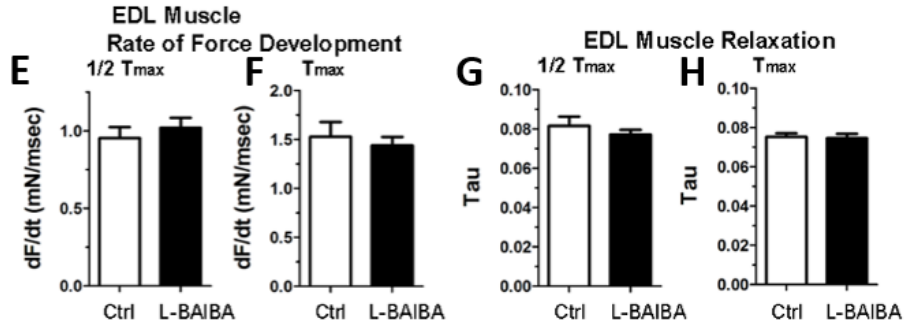 EDL Muscle
Rate of Force Development
EDL Muscle Relaxation
E
1/2 Tmax
dF/dt (mN/msec)
1.0
0.5
0.0
Ctrl L-BAIBA
F
Tmax
dF/dt (mN/msec)
2.0
1.5
1.0
0.5
0.0
Ctrl L-BAIBA
G
1/2 Tmax
Tau
0.10
0.08
0.06
0.04
0.02
0.00
Ctrl L-BAIBA
H
Tmax
Tau
0.10
0.08
0.06
0.04
0.02
0.00
Ctrl L-BAIBA